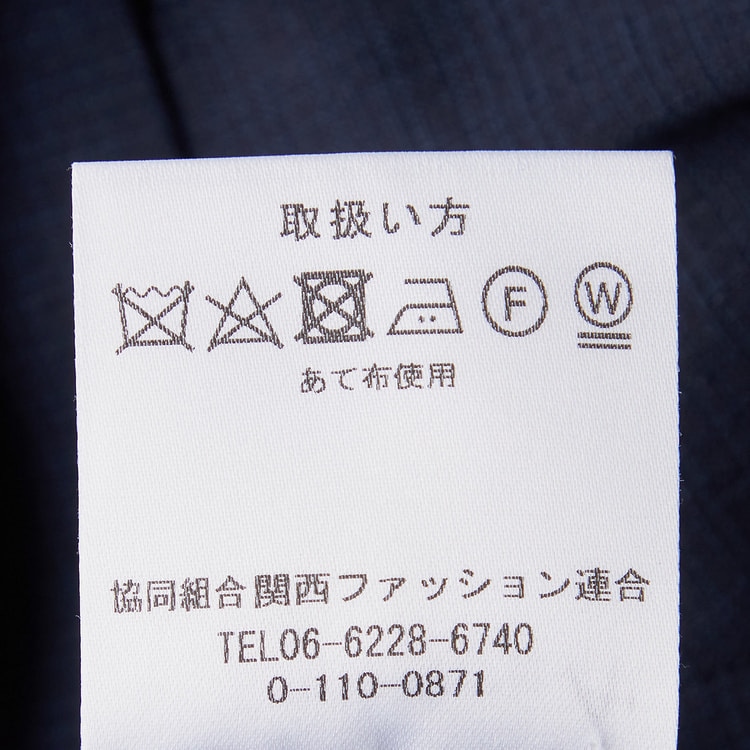 取扱い方
F W
あて布使用
協同組合関西ファッション連合
TEL06-6228-6740
0-110-0871